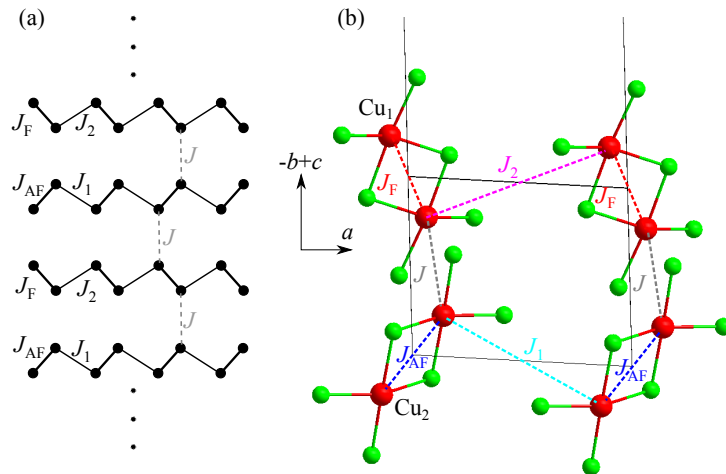 (a)
J_F J_2
J
J_AF J_1
J
J_F J_2
J
J_AF J_1
(b)
Cu_1
-b+c
a
J_2
J_F
J_F
J
J
J_1
J_AF
J_AF
Cu_2